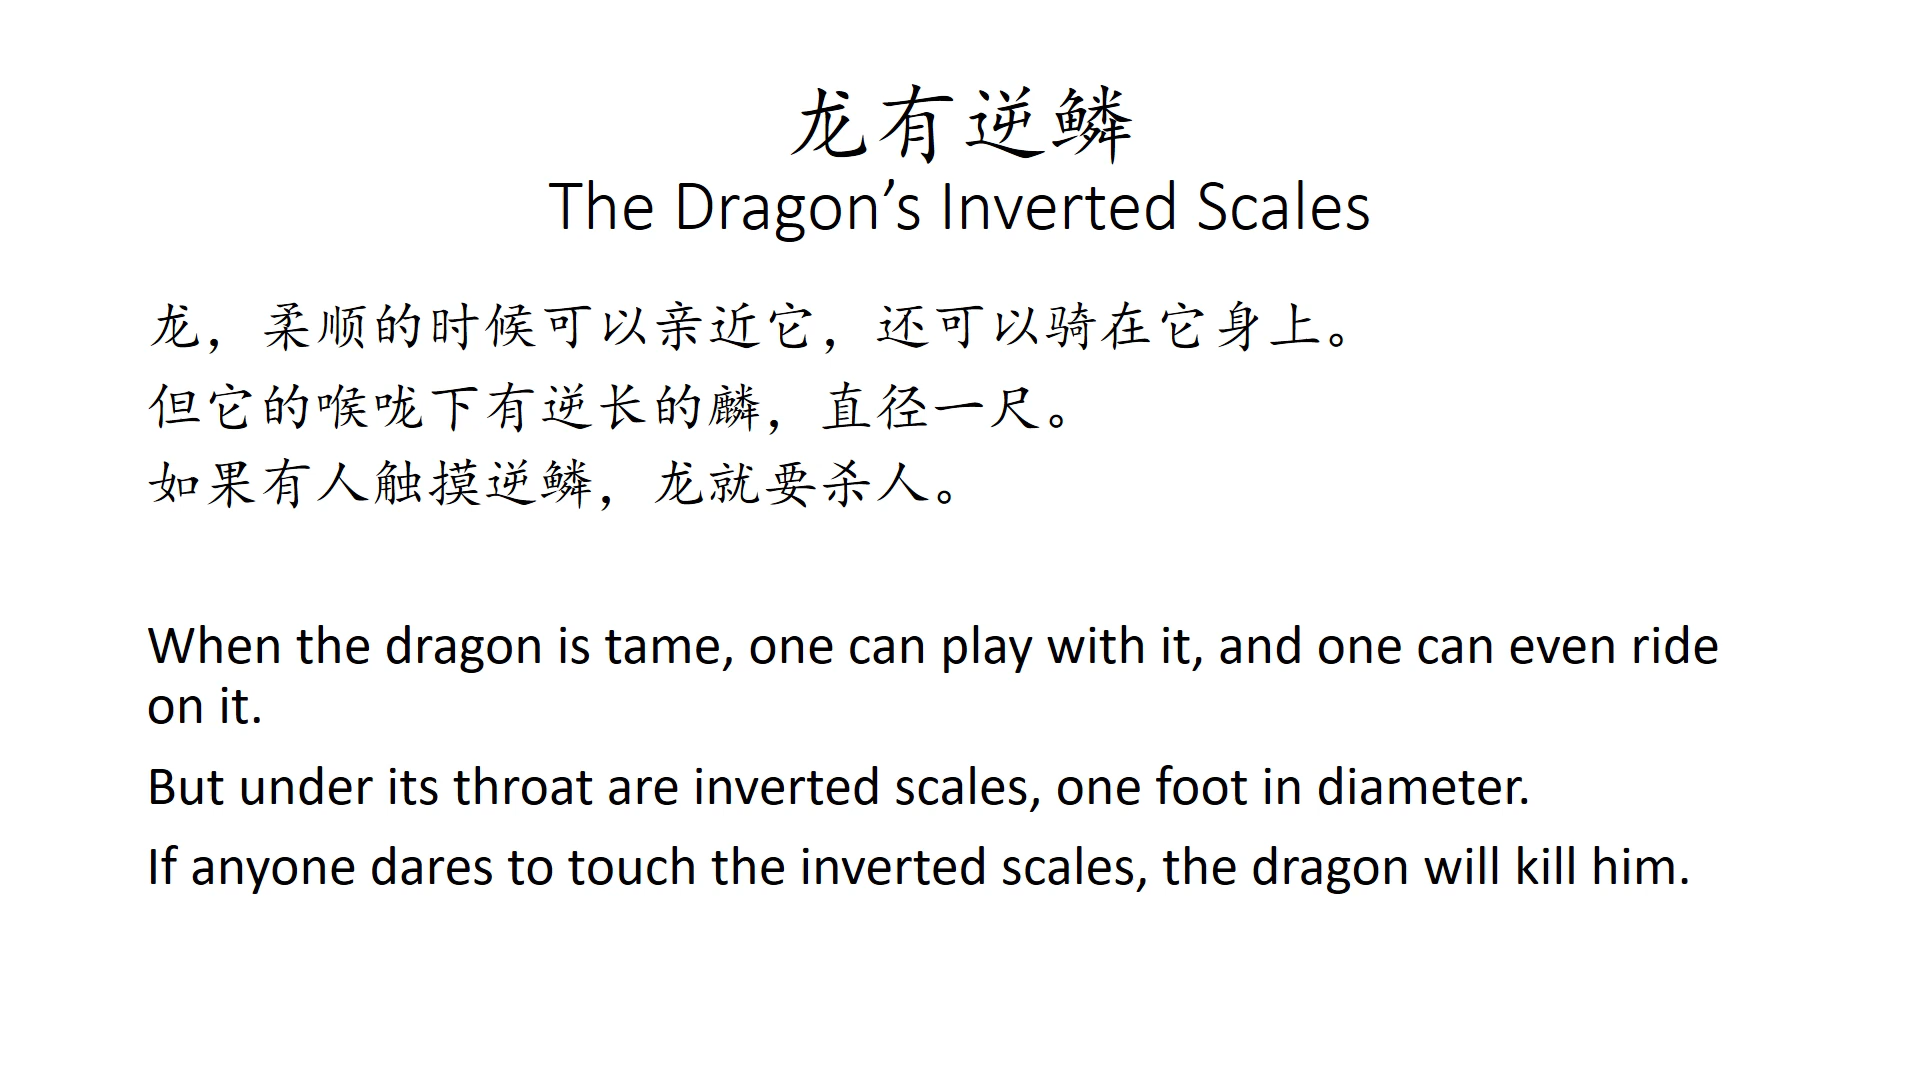 龙有逆鳞
The Dragon’s Inverted Scales
龙，柔顺的时候可以亲近它，还可以骑在它身上。
但它的喉咙下有逆长的麟，直径一尺。
如果有人触摸逆鳞，龙就要杀人。
When the dragon is tame, one can play with it, and one can even ride
on it.
But under its throat are inverted scales, one foot in diameter.
If anyone dares to touch the inverted scales, the dragon will kill him.